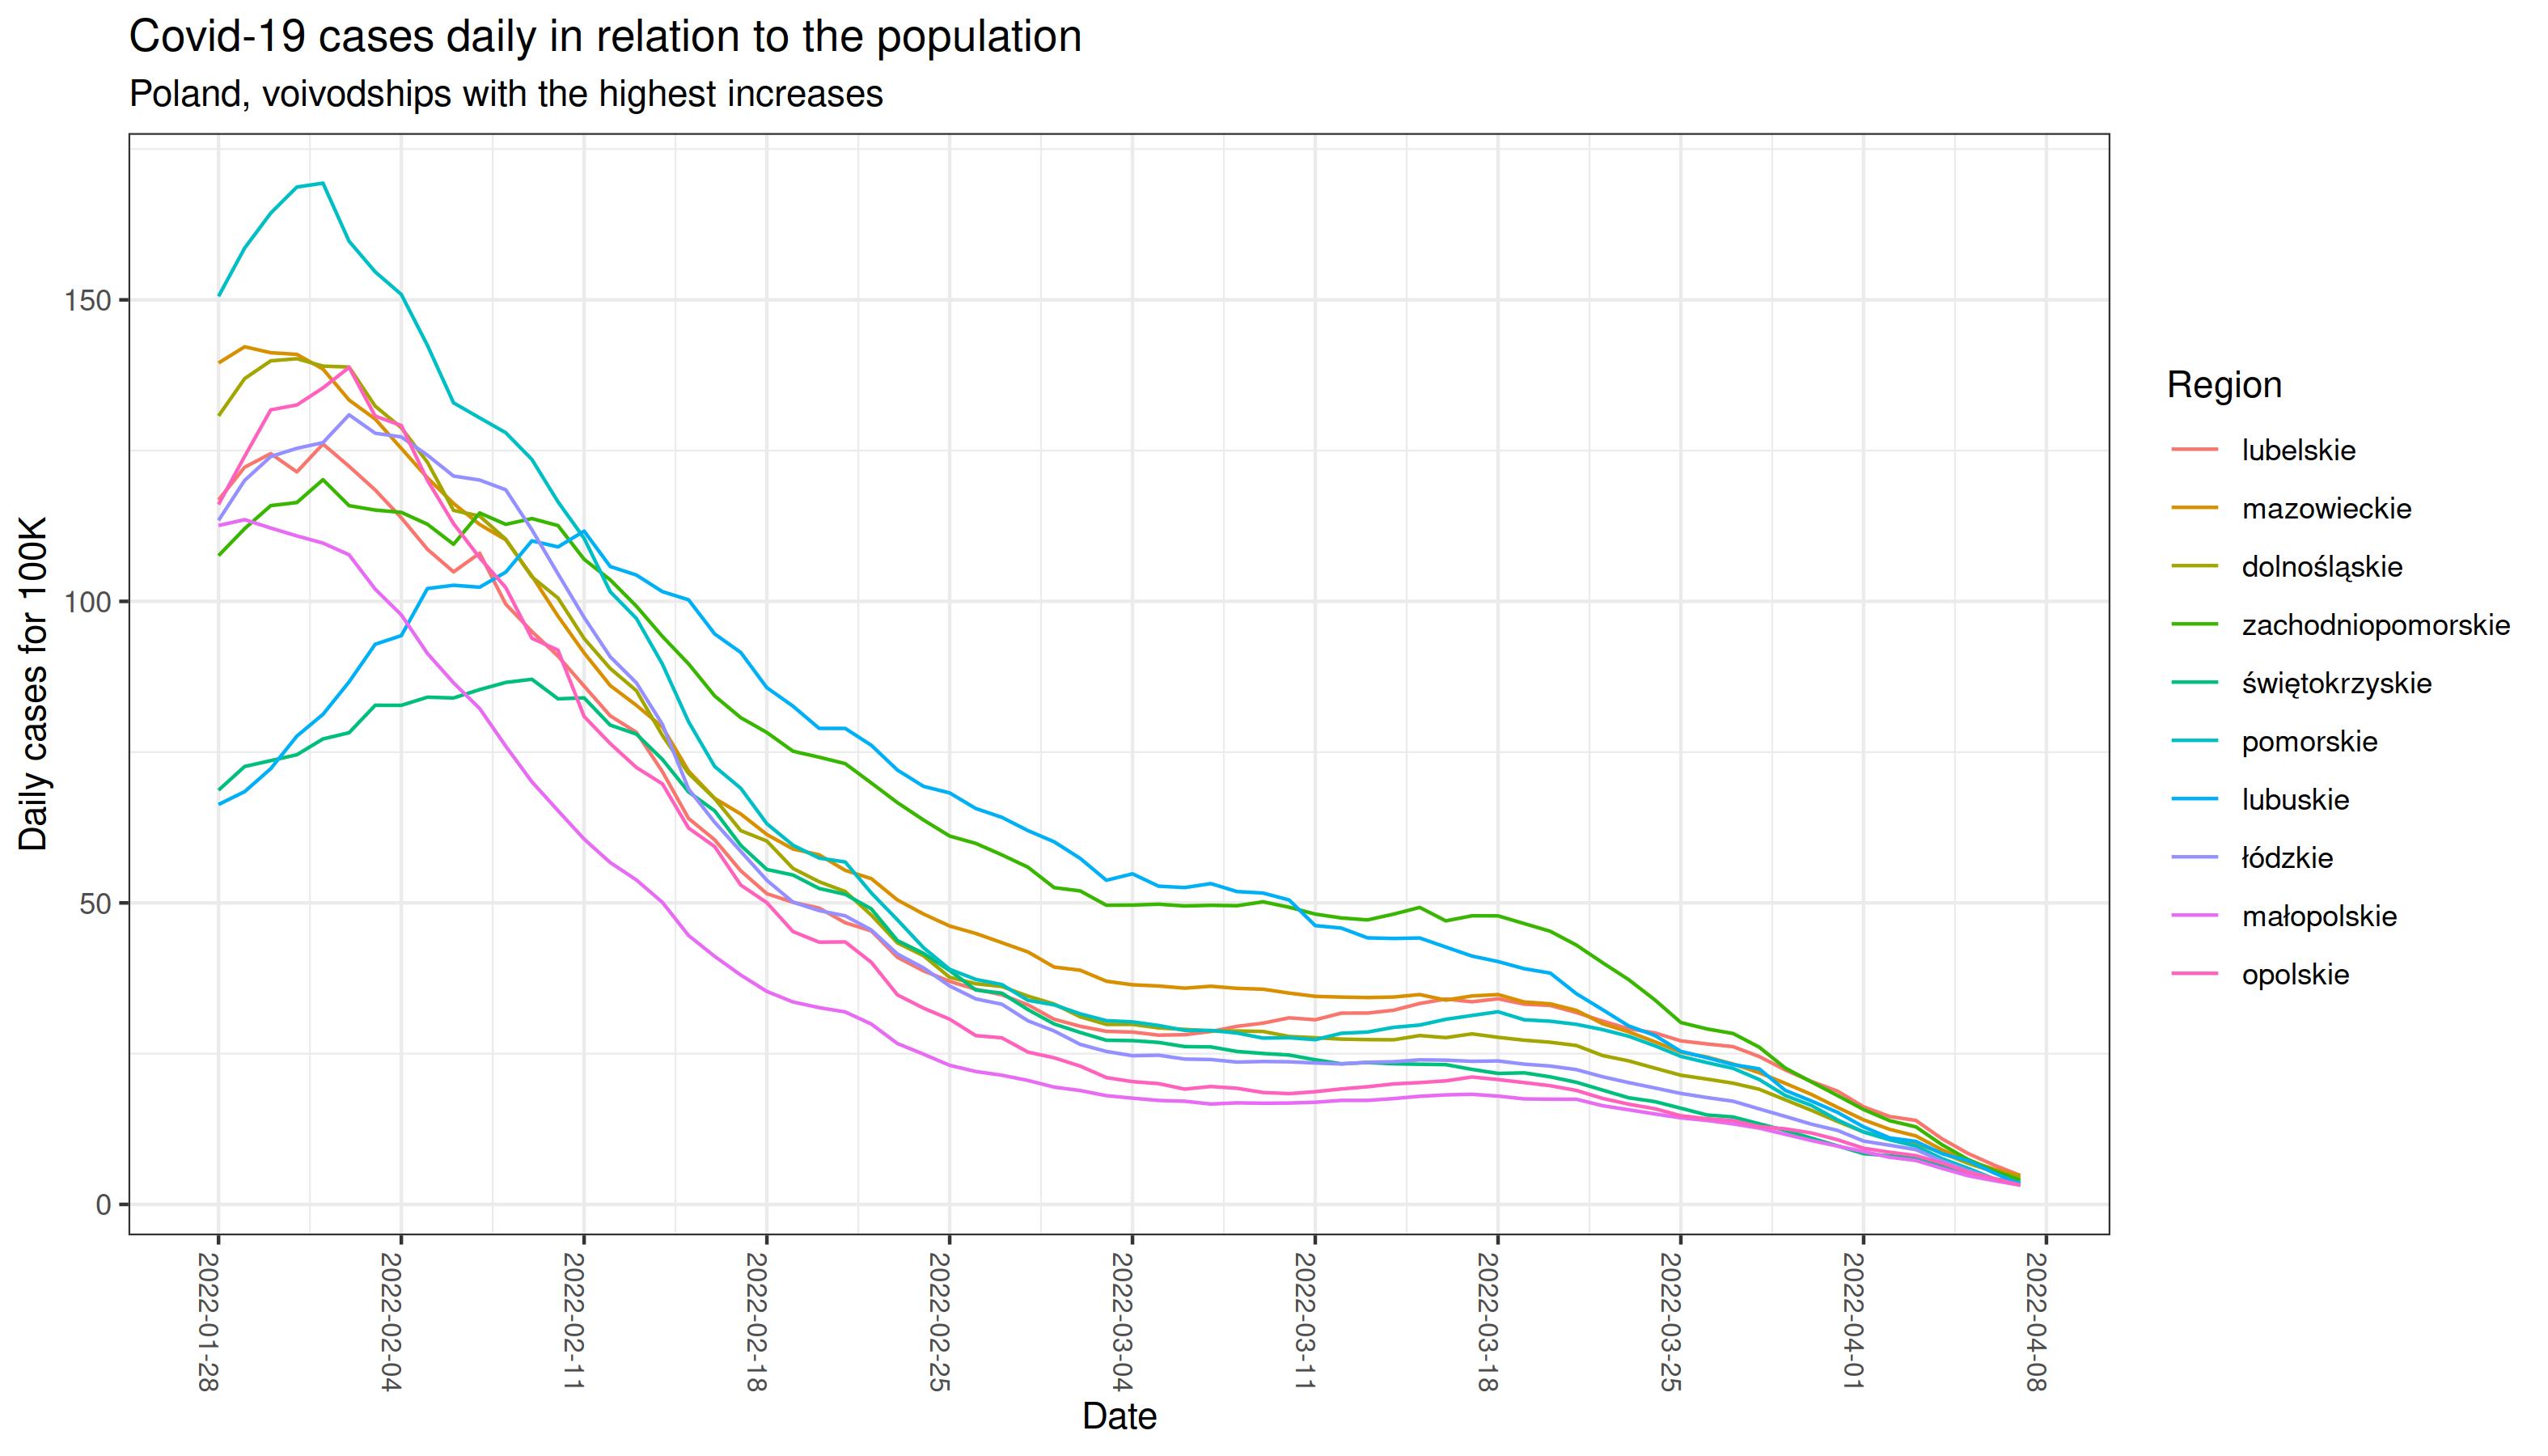 Covid-19 cases daily in relation to the population
Poland, voivodships with the highest increases
Daily cases for 100K
150
100
50
0
2022-01-28
2022-02-04
2022-02-11
2022-02-18
2022-02-25
2022-03-04
2022-03-11
2022-03-18
2022-03-25
2022-04-01
2022-04-08
Date
Region
lubelskie
mazowieckie
dolnośląskie
zachodniopomorskie
świętokrzyskie
pomorskie
lubuskie
łódzkie
małopolskie
opolskie